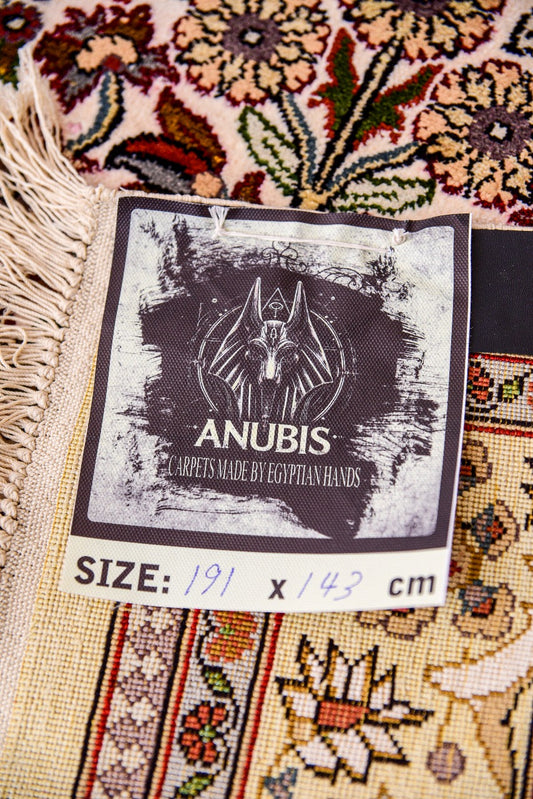 ANUBIS
CARPETS MADE BY EGYPTIAN HANDS
SIZE: 191 x 143 cm